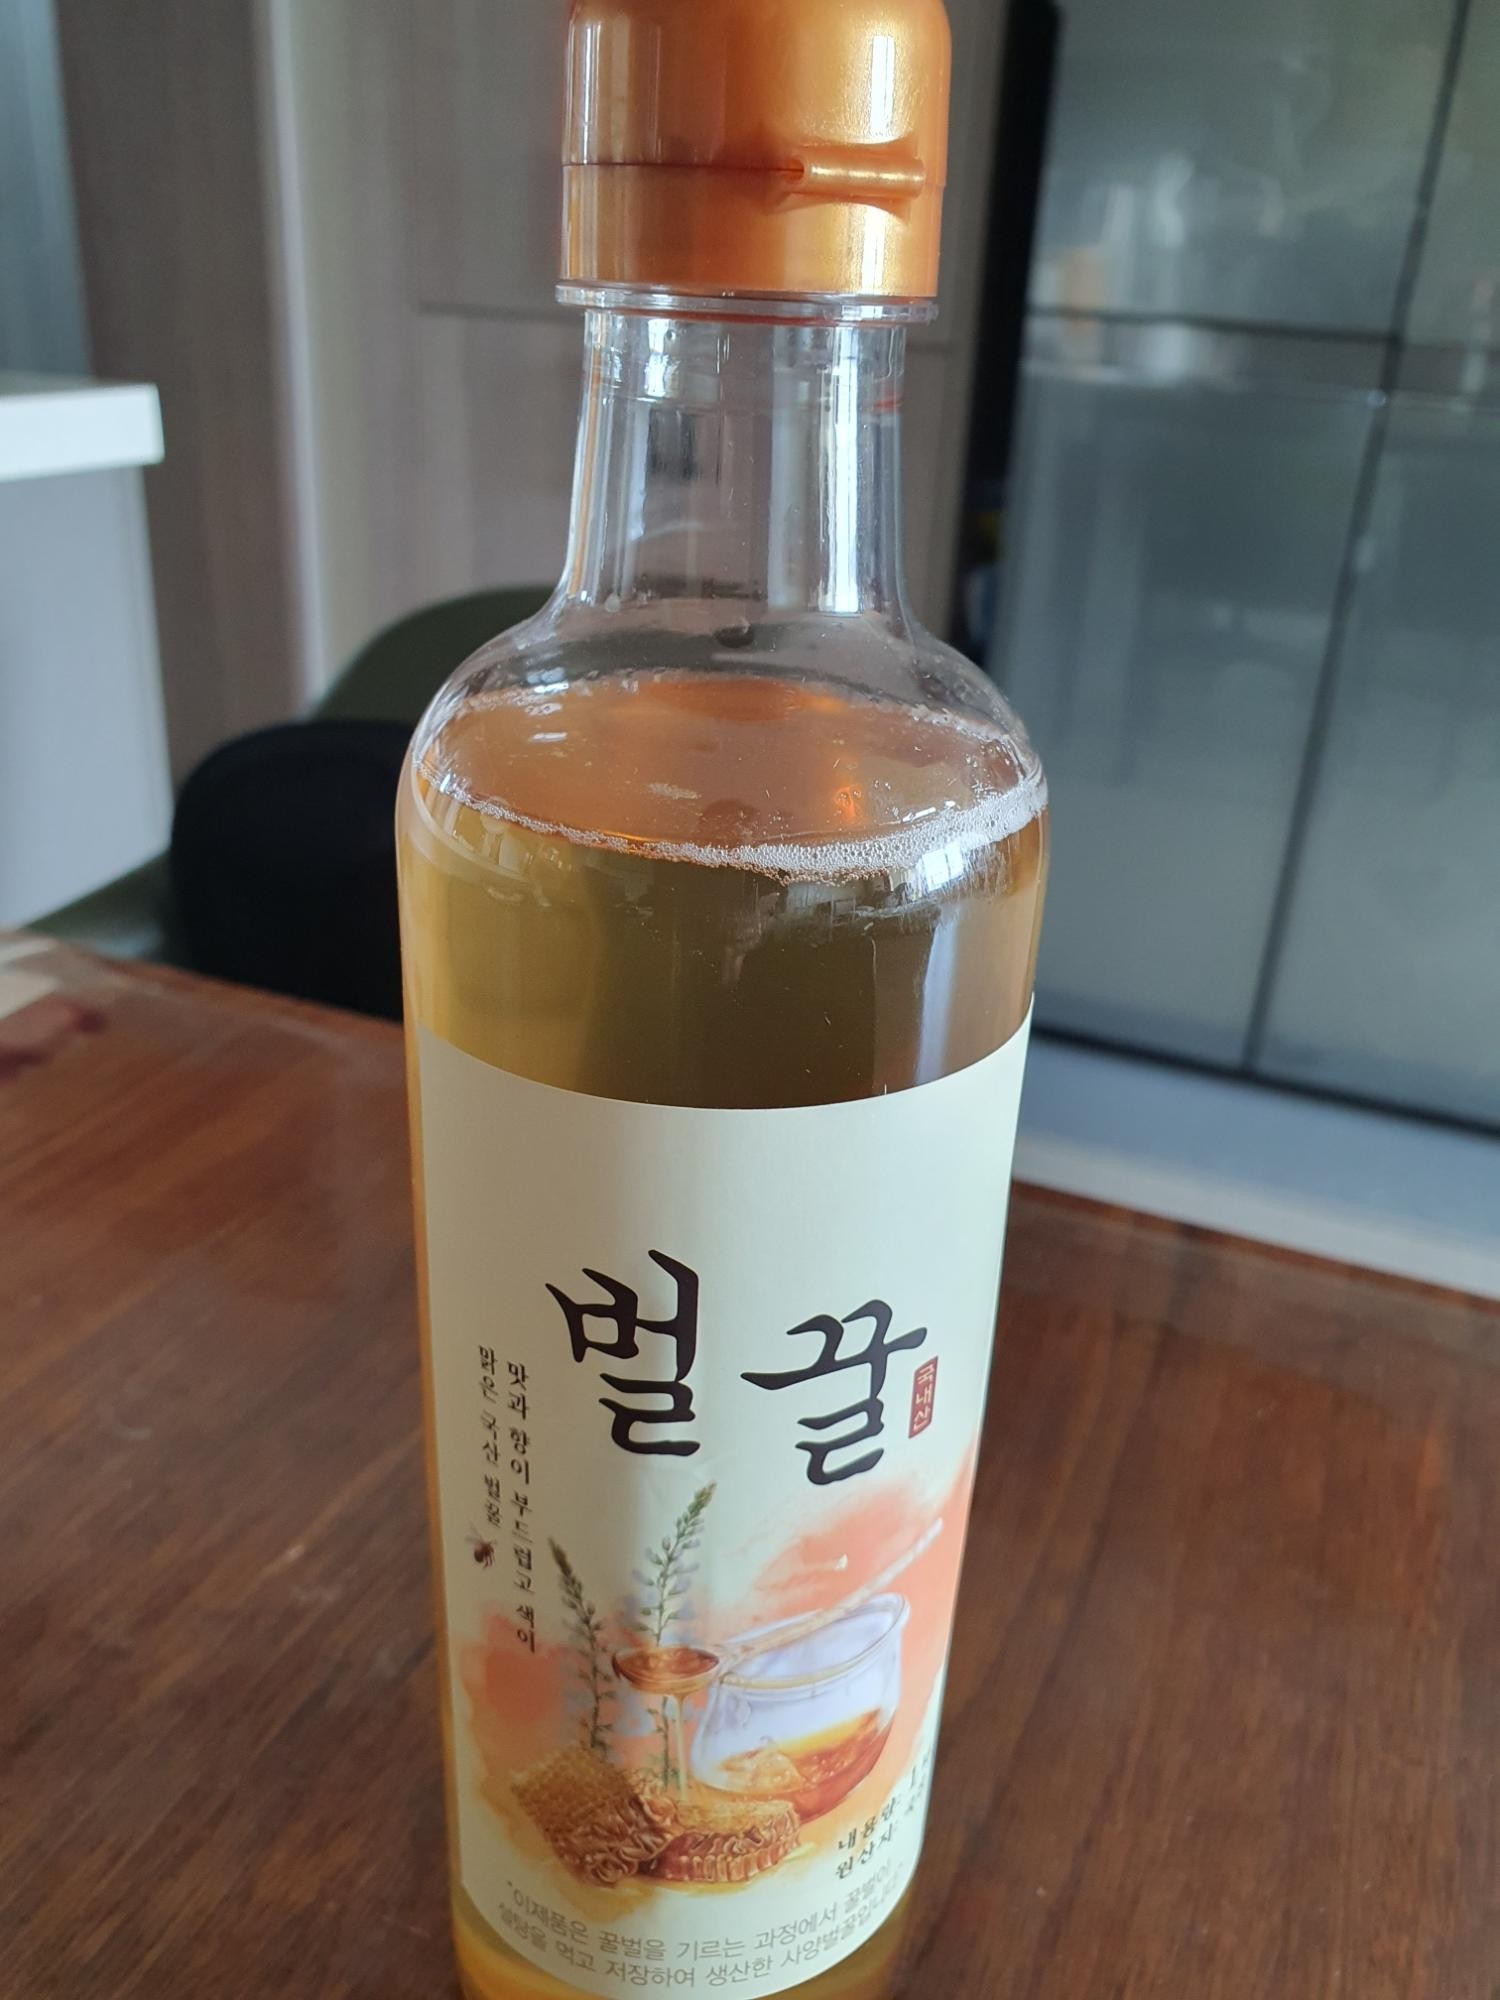 벌꿀
국내산
맛과 향이 부드럽고 색이
맑은 국산 벌꿀
내용량:
원산지:
"이제품은 꿀벌을 기르는 과정에서 꿀벌이
설탕을 먹고 저장하여 생산한 사양벌꿀입니다"